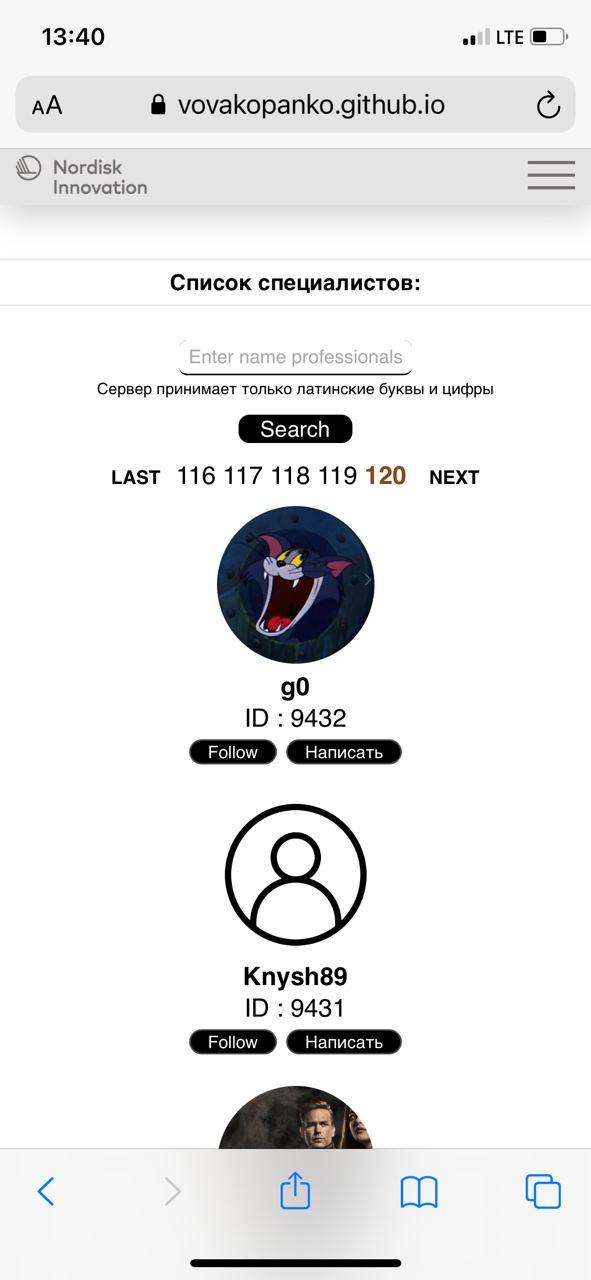 13:40 LTE
AA vovakopanko.github.io
Nordisk
Innovation
Список специалистов:
Enter name professionals
Сервер принимает только латинские буквы и цифры
Search
LAST 116 117 118 119 120 NEXT
g0
ID : 9432
Follow Написать
Knysh89
ID : 9431
Follow Написать